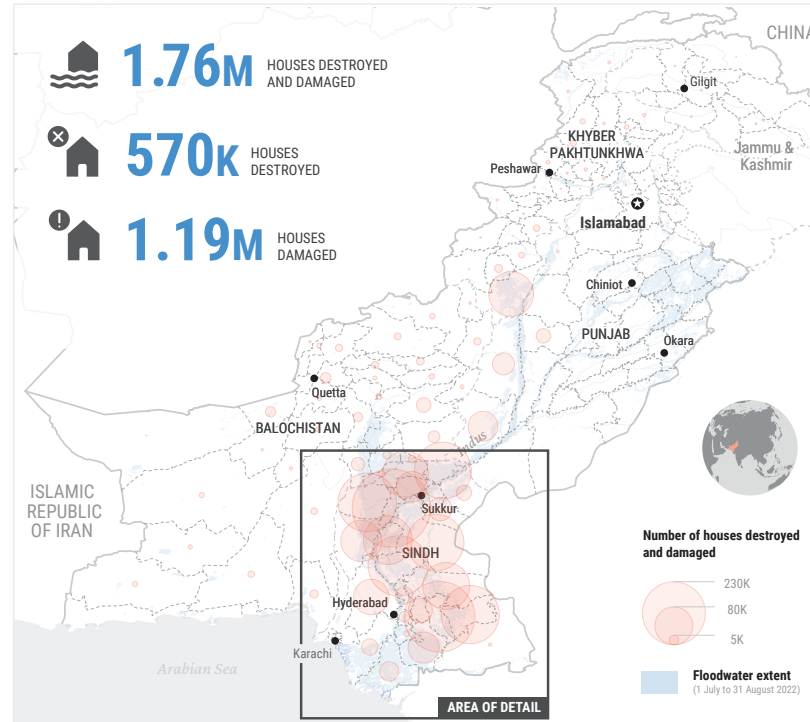 1.76M
HOUSES DESTROYED
AND DAMAGED
570K
HOUSES
DESTROYED
1.19M
HOUSES
DAMAGED
CHINA
Gilgit
KHYBER
PAKHTUNKHWA
Jammu &
Kashmir
Peshawar
Islamabad
Chiniot
PUNJAB
Okara
Quetta
BALOCHISTAN
Indus
ISLAMIC
REPUBLIC
OF IRAN
Sukkur
SINDH
Hyderabad
Karachi
Arabian Sea
AREA OF DETAIL
Number of houses destroyed
and damaged
230K
80K
5K
Floodwater extent
(1 July to 31 August 2022)